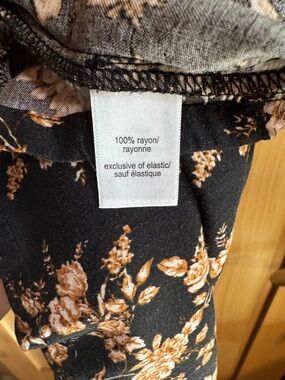 100% rayon/
rayonne
exclusive of elastic/
sauf élastique